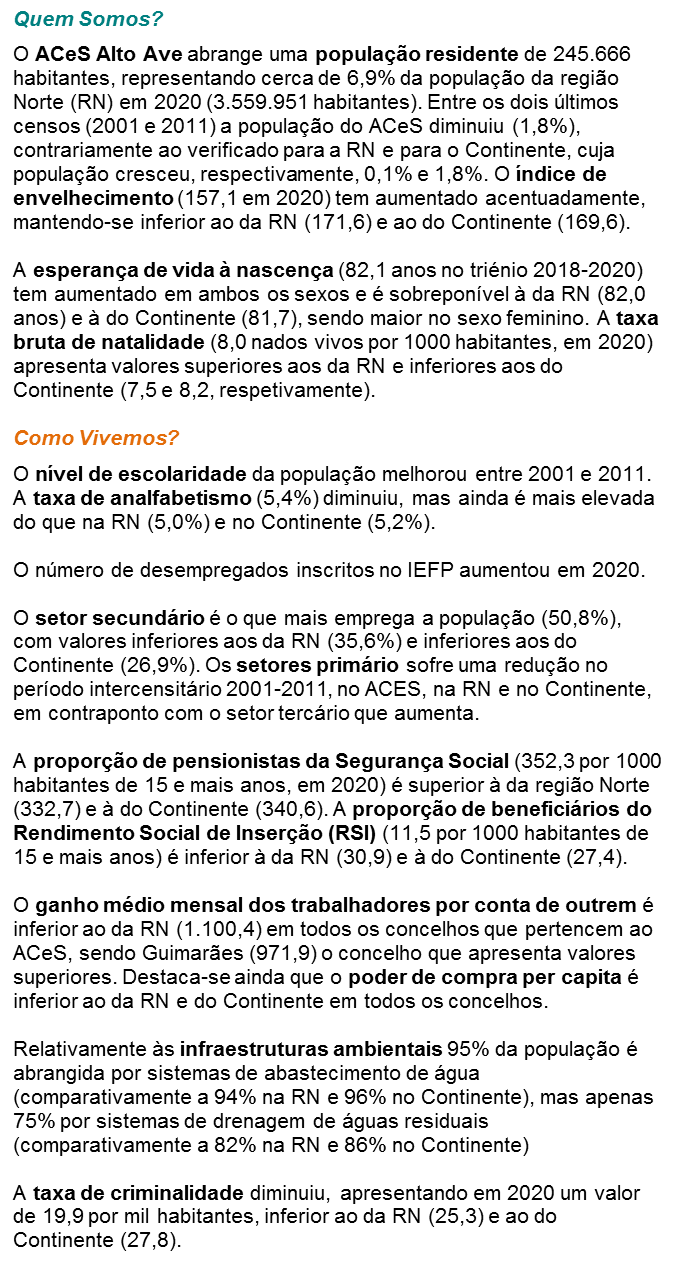 Quem Somos?
O ACeS Alto Ave abrange uma população residente de 245.666
habitantes, representando cerca de 6,9% da população da região
Norte (RN) em 2020 (3.559.951 habitantes). Entre os dois últimos
censos (2001 e 2011) a população do ACeS diminuiu (1,8%),
contrariamente ao verificado para a RN e para o Continente, cuja
população cresceu, respectivamente, 0,1% e 1,8%. O índice de
envelhecimento (157,1 em 2020) tem aumentado acentuadamente,
mantendo-se inferior ao da RN (171,6) e ao do Continente (169,6).
A esperança de vida à nascença (82,1 anos no triénio 2018-2020)
tem aumentado em ambos os sexos e é sobreponível à da RN (82,0
anos) e à do Continente (81,7), sendo maior no sexo feminino. A taxa
bruta de natalidade (8,0 nados vivos por 1000 habitantes, em 2020)
apresenta valores superiores aos da RN e inferiores aos do
Continente (7,5 e 8,2, respetivamente).
Como Vivemos?
O nível de escolaridade da população melhorou entre 2001 e 2011.
A taxa de analfabetismo (5,4%) diminuiu, mas ainda é mais elevada
do que na RN (5,0%) e no Continente (5,2%).
O número de desempregados inscritos no IEFP aumentou em 2020.
O setor secundário é o que mais emprega a população (50,8%),
com valores inferiores aos da RN (35,6%) e inferiores aos do
Continente (26,9%). Os setores primário sofre uma redução no
período intercensitário 2001-2011, no ACES, na RN e no Continente,
em contraponto com o setor tercário que aumenta.
A proporção de pensionistas da Segurança Social (352,3 por 1000
habitantes de 15 e mais anos, em 2020) é superior à da região Norte
(332,7) e à do Continente (340,6). A proporção de beneficiários do
Rendimento Social de Inserção (RSI) (11,5 por 1000 habitantes de
15 e mais anos) é inferior à da RN (30,9) e à do Continente (27,4).
O ganho médio mensal dos trabalhadores por conta de outrem é
inferior ao da RN (1.100,4) em todos os concelhos que pertencem ao
ACeS, sendo Guimarães (971,9) o concelho que apresenta valores
superiores. Destaca-se ainda que o poder de compra per capita é
inferior ao da RN e do Continente em todos os concelhos.
Relativamente às infraestruturas ambientais 95% da população é
abrangida por sistemas de abastecimento de água
(comparativamente a 94% na RN e 96% no Continente), mas apenas
75% por sistemas de drenagem de águas residuais
(comparativamente a 82% na RN e 86% no Continente)
A taxa de criminalidade diminuiu, apresentando em 2020 um valor
de 19,9 por mil habitantes, inferior ao da RN (25,3) e ao do
Continente (27,8).